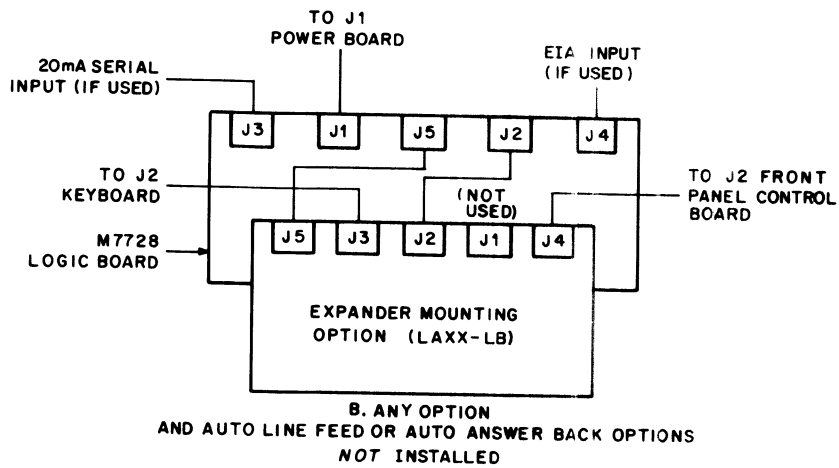 TO J1
POWER BOARD
EIA INPUT
(IF USED)
20mA SERIAL
INPUT (IF USED)
J3
J1
J5
J2
J4
TO J2
KEYBOARD
(NOT
USED)
TO J2 FRONT
PANEL CONTROL
BOARD
J5
J3
J2
J1
J4
M7728
LOGIC BOARD
EXPANDER MOUNTING
OPTION (LAXX-LB)
B. ANY OPTION
AND AUTO LINE FEED OR AUTO ANSWER BACK OPTIONS
NOT INSTALLED